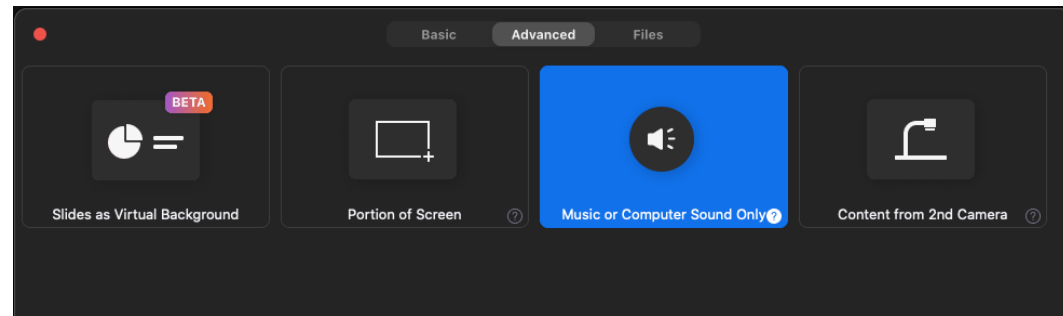 Basic
Advanced
Files
BETA
Slides as Virtual Background
Portion of Screen
?
Music or Computer Sound Only
?
Content from 2nd Camera
?